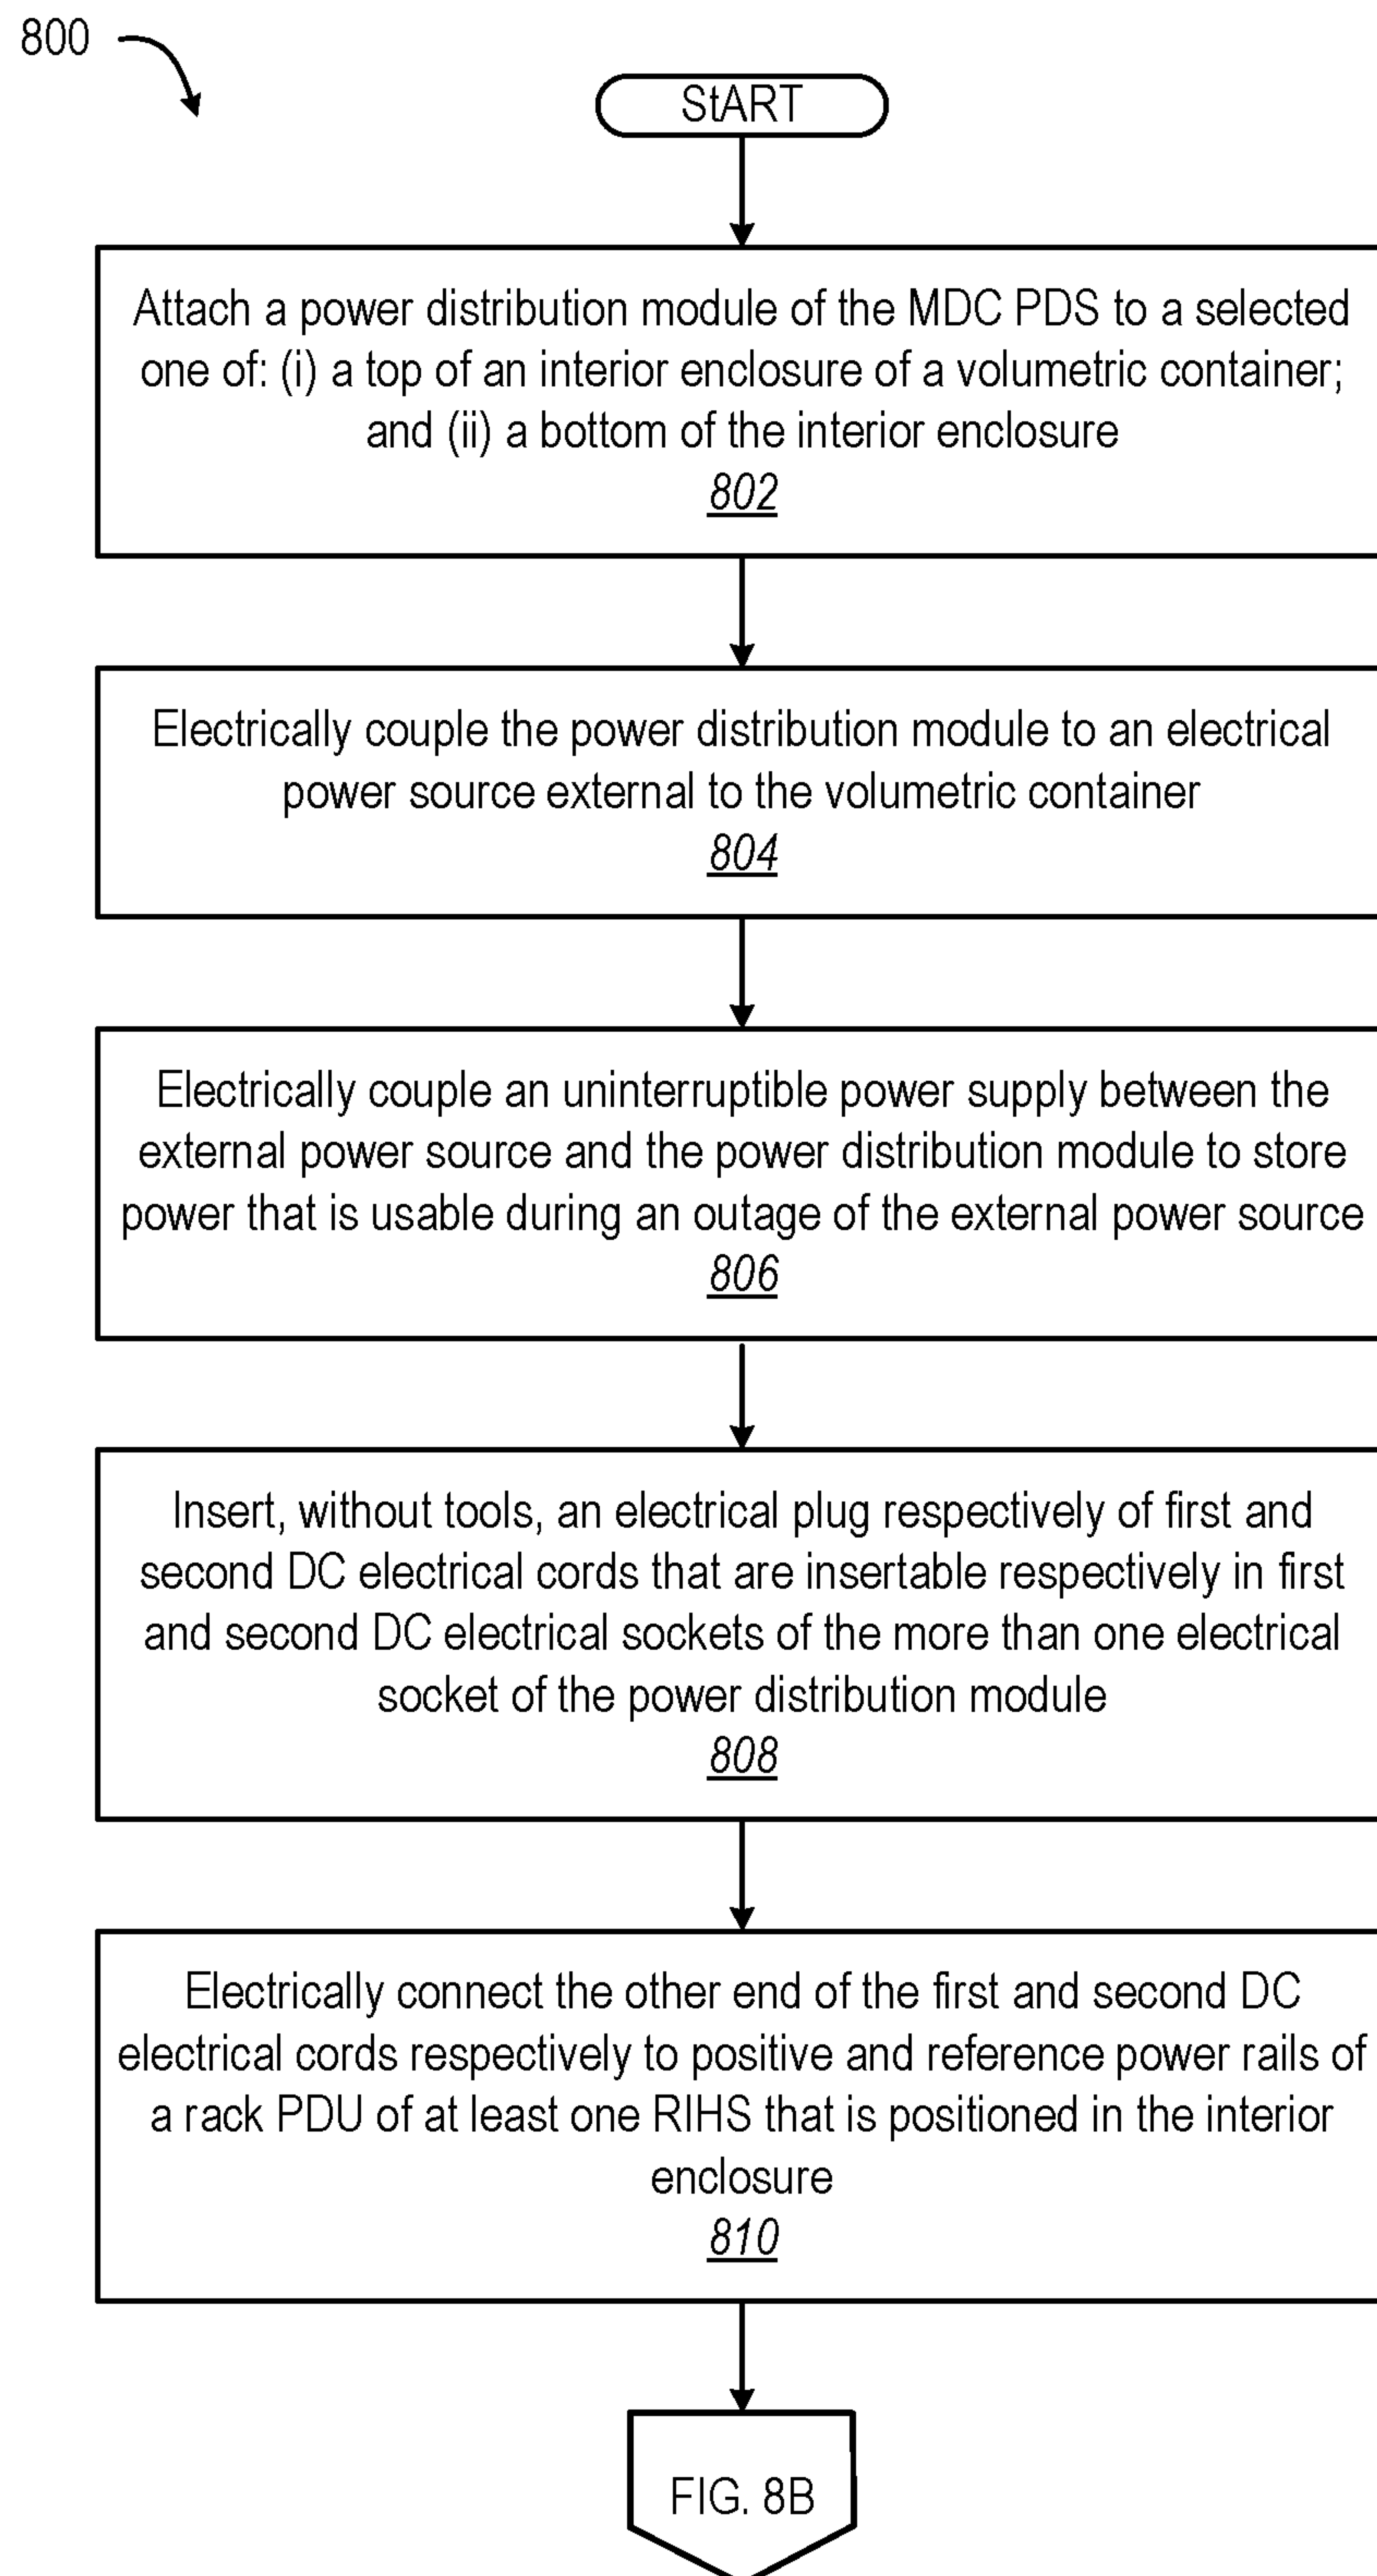 800
StART
Attach a power distribution module of the MDC PDS to a selected
one of: (i) a top of an interior enclosure of a volumetric container;
and (ii) a bottom of the interior enclosure
802
Electrically couple the power distribution module to an electrical
power source external to the volumetric container
804
Electrically couple an uninterruptible power supply between the
external power source and the power distribution module to store
power that is usable during an outage of the external power source
806
Insert, without tools, an electrical plug respectively of first and
second DC electrical cords that are insertable respectively in first
and second DC electrical sockets of the more than one electrical
socket of the power distribution module
808
Electrically connect the other end of the first and second DC
electrical cords respectively to positive and reference power rails of
a rack PDU of at least one RIHS that is positioned in the interior
enclosure
810
FIG. 8B